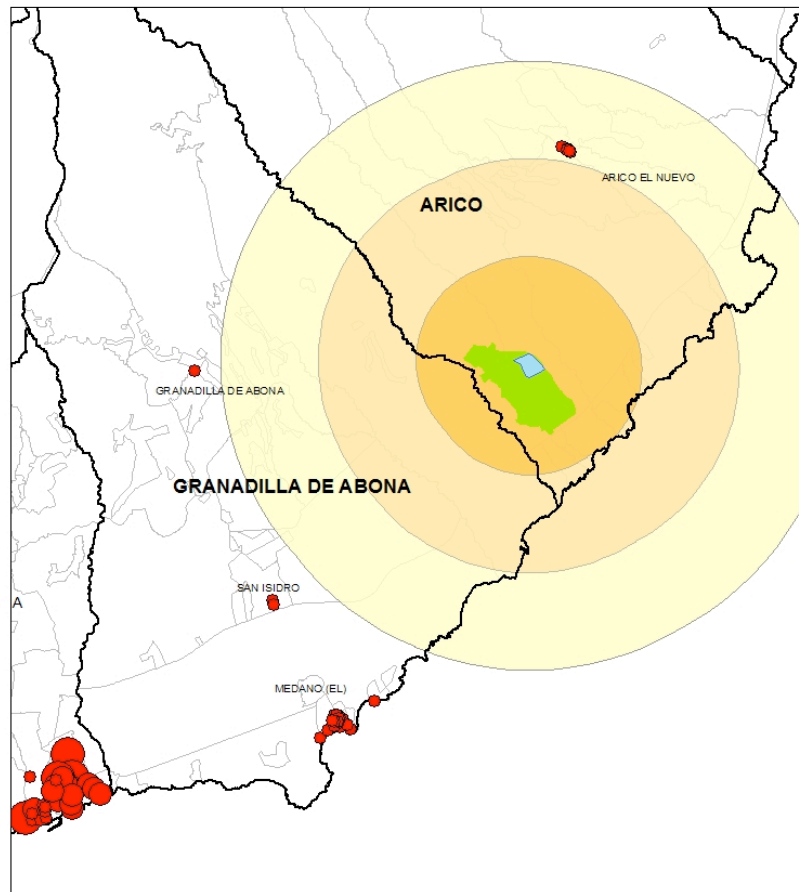 ARICO EL NUEVO
ARICO
GRANADILLA DE ABONA
GRANADILLA DE ABONA
SAN ISIDRO
A
MEDANO (EL)